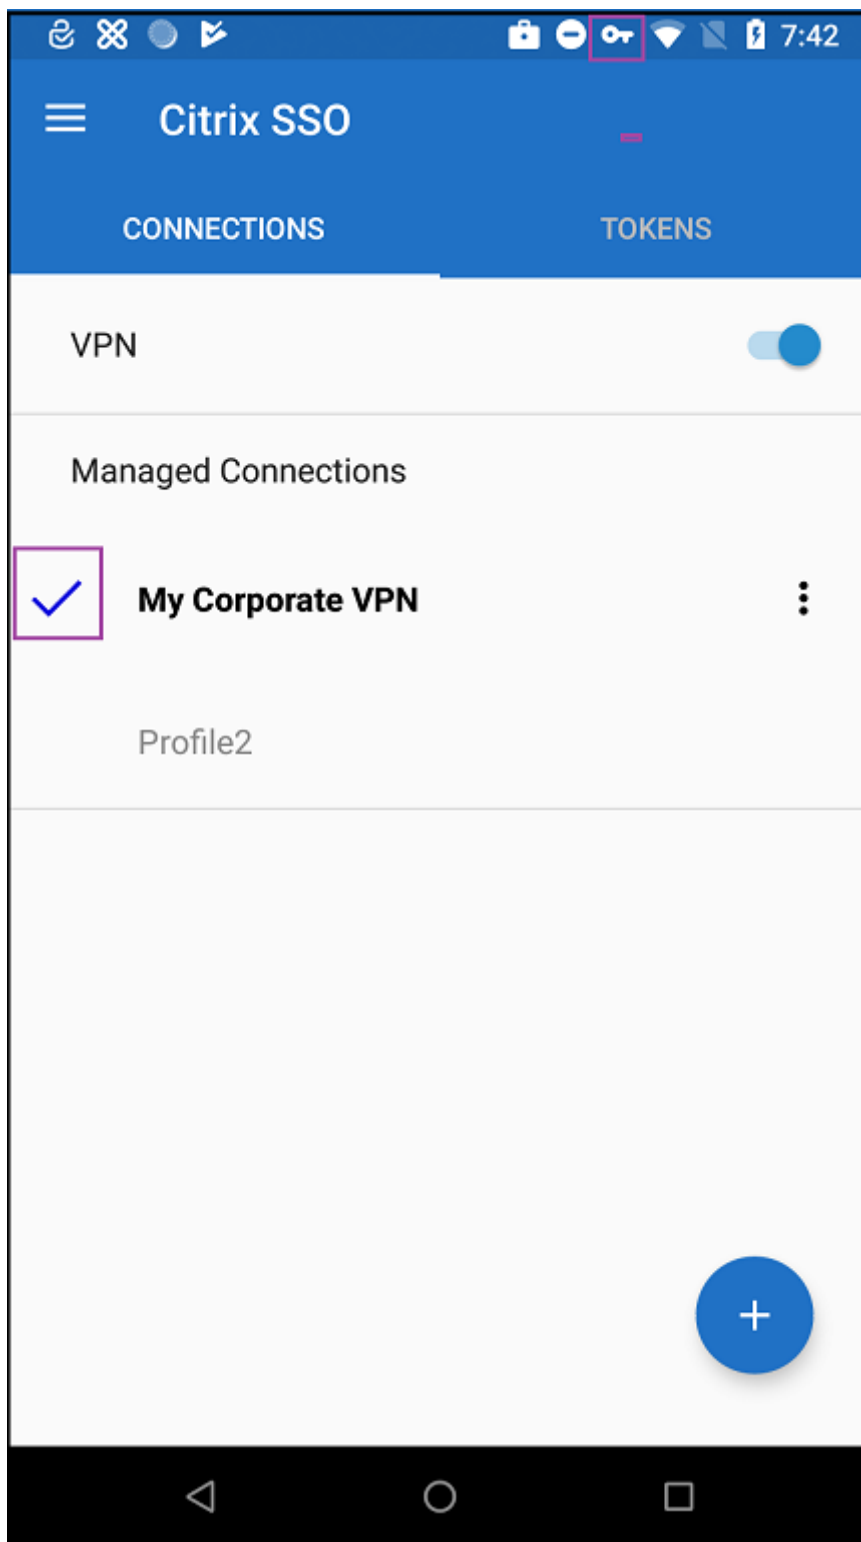 7:42
Citrix SSO
CONNECTIONS TOKENS
VPN
Managed Connections
My Corporate VPN
Profile2